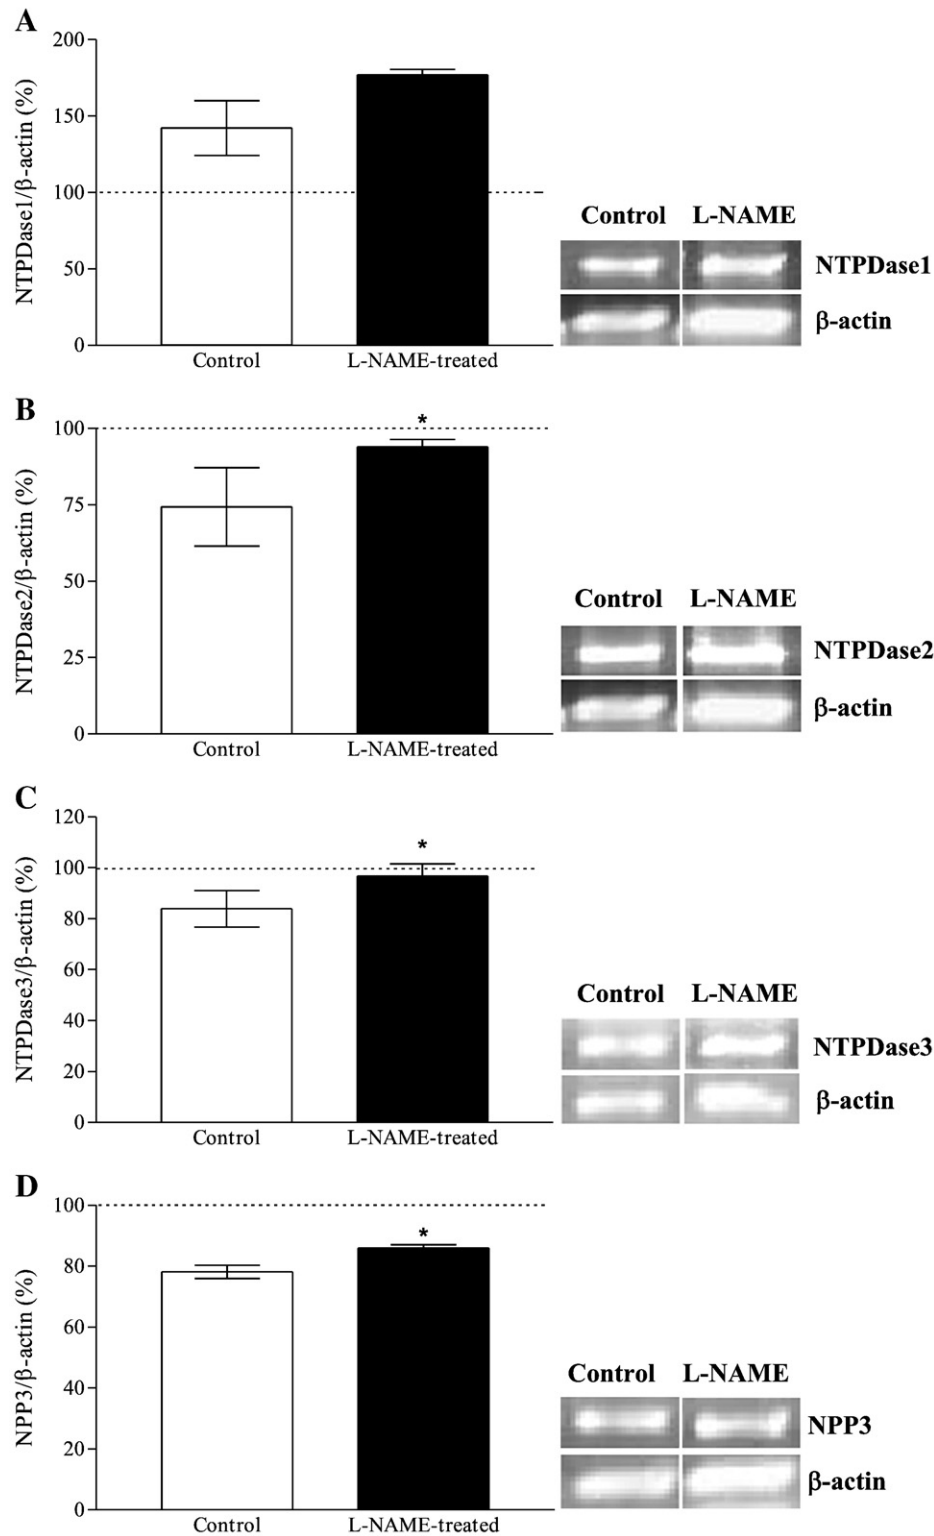 A
NTPDase1/β-actin (%)
200
150
100
50
0
Control
L-NAME-treated
Control L-NAME
NTPDase1
β-actin
B
NTPDase2/β-actin (%)
100
75
50
25
0
*
Control
L-NAME-treated
Control L-NAME
NTPDase2
β-actin
C
NTPDase3/β-actin (%)
120
100
80
60
40
20
0
*
Control
L-NAME-treated
Control L-NAME
NTPDase3
β-actin
D
NPP3/β-actin (%)
100
80
60
40
20
0
*
Control
L-NAME-treated
Control L-NAME
NPP3
β-actin